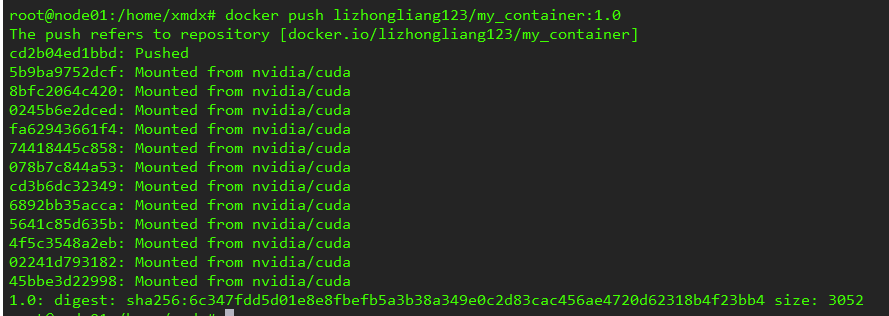 root@node01:/home/xmdx# docker push lizhongliang123/my_container:1.0
The push refers to repository [docker.io/lizhongliang123/my_container]
cd2b04ed1bbd: Pushed
5b9ba9752dcf: Mounted from nvidia/cuda
8bfc2064c420: Mounted from nvidia/cuda
0245b6e2dced: Mounted from nvidia/cuda
fa62943661f4: Mounted from nvidia/cuda
74418445c858: Mounted from nvidia/cuda
078b7c844a53: Mounted from nvidia/cuda
cd3b6dc32349: Mounted from nvidia/cuda
6892bb35acca: Mounted from nvidia/cuda
5641c85d635b: Mounted from nvidia/cuda
4f5c3548a2eb: Mounted from nvidia/cuda
02241d793182: Mounted from nvidia/cuda
45bbe3d22998: Mounted from nvidia/cuda
1.0: digest: sha256:6c347fdd5d01e8e8fbefb5a3b38a349e0c2d83cac456ae4720d62318b4f23bb4 size: 3052
root@node01:/home/xmdx#